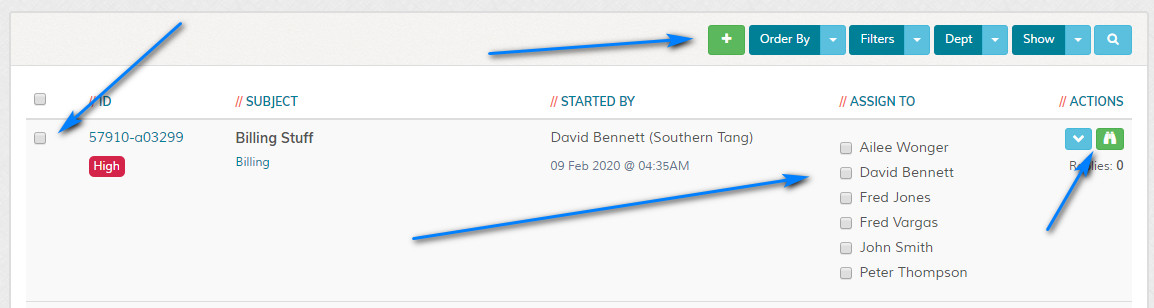 + Order By Filters Dept Show
// ID // SUBJECT // STARTED BY // ASSIGN TO // ACTIONS
57910-a03299 Billing Stuff David Bennett (Southern Tang)
High Billing 09 Feb 2020 @ 04:35AM Replies: 0
Ailee Wonger
David Bennett
Fred Jones
Fred Vargas
John Smith
Peter Thompson